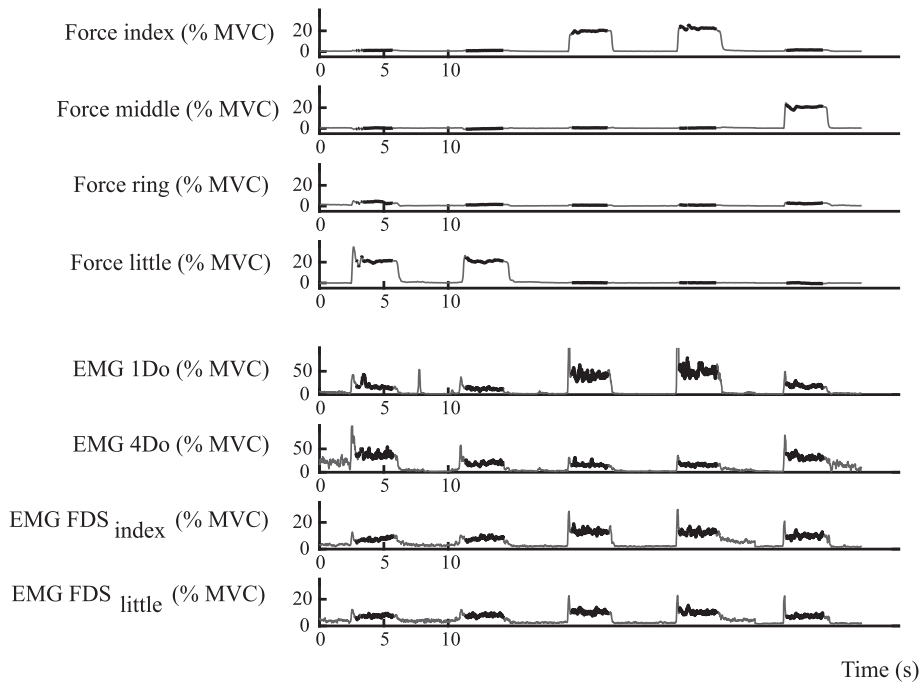 Force index (% MVC)
20
0
0 5 10
Force middle (% MVC)
20
0
0 5 10
Force ring (% MVC)
20
0
0 5 10
Force little (% MVC)
20
0
0 5 10
EMG 1Do (% MVC)
50
0
0 5 10
EMG 4Do (% MVC)
50
0
0 5 10
EMG FDS index (% MVC)
20
0
0 5 10
EMG FDS little (% MVC)
20
0
0 5 10
Time (s)